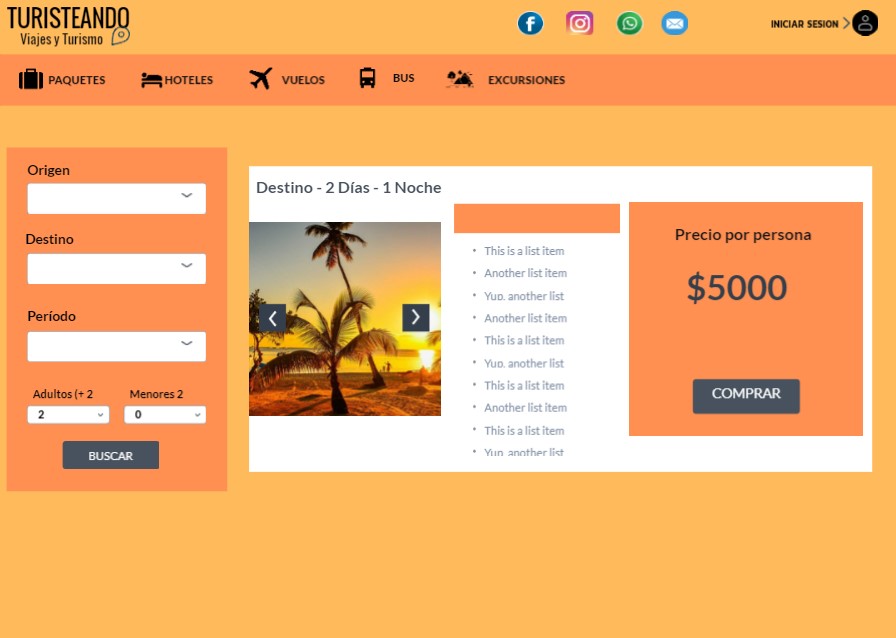 TURISTEANDO
Viajes y Turismo
INICIAR SESION
PAQUETES
HOTELES
VUELOS
BUS
EXCURSIONES
Origen
Destino
Período
Adultos (+ 2
Menores 2
2
0
BUSCAR
Destino - 2 Días - 1 Noche
This is a list item
Another list item
Yup, another list
Another list item
This is a list item
Yup, another list
This is a list item
Another list item
This is a list item
Yup, another list
Precio por persona
$5000
COMPRAR